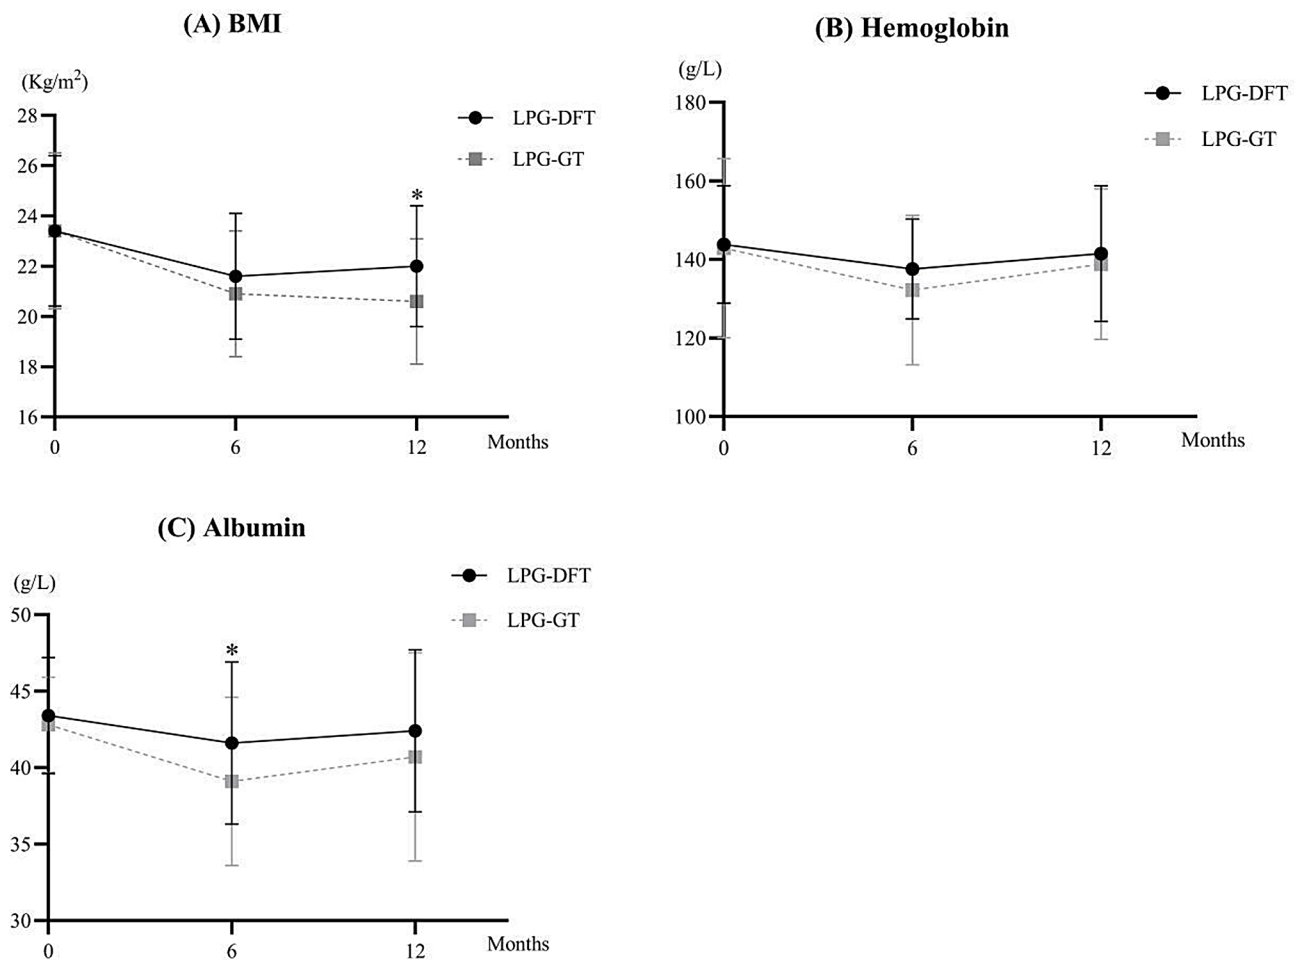 (A) BMI
(Kg/m²)
28
26
24
22
20
18
16
0
6
12
Months
LPG-DFT
LPG-GT
*
(B) Hemoglobin
(g/L)
180
160
140
120
100
0
6
12
Months
LPG-DFT
LPG-GT
(C) Albumin
(g/L)
50
45
40
35
30
0
6
12
Months
LPG-DFT
LPG-GT
*